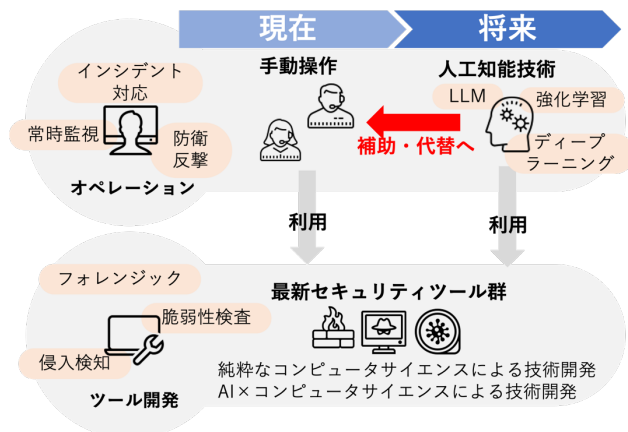 現在
将来
インシデント
対応
常時監視
防衛
反撃
オペレーション
手動操作
人工知能技術
LLM
強化学習
ディープ
ラーニング
補助・代替へ
利用
利用
フォレンジック
脆弱性検査
侵入検知
ツール開発
最新セキュリティツール群
純粋なコンピュータサイエンスによる技術開発
AI×コンピュータサイエンスによる技術開発